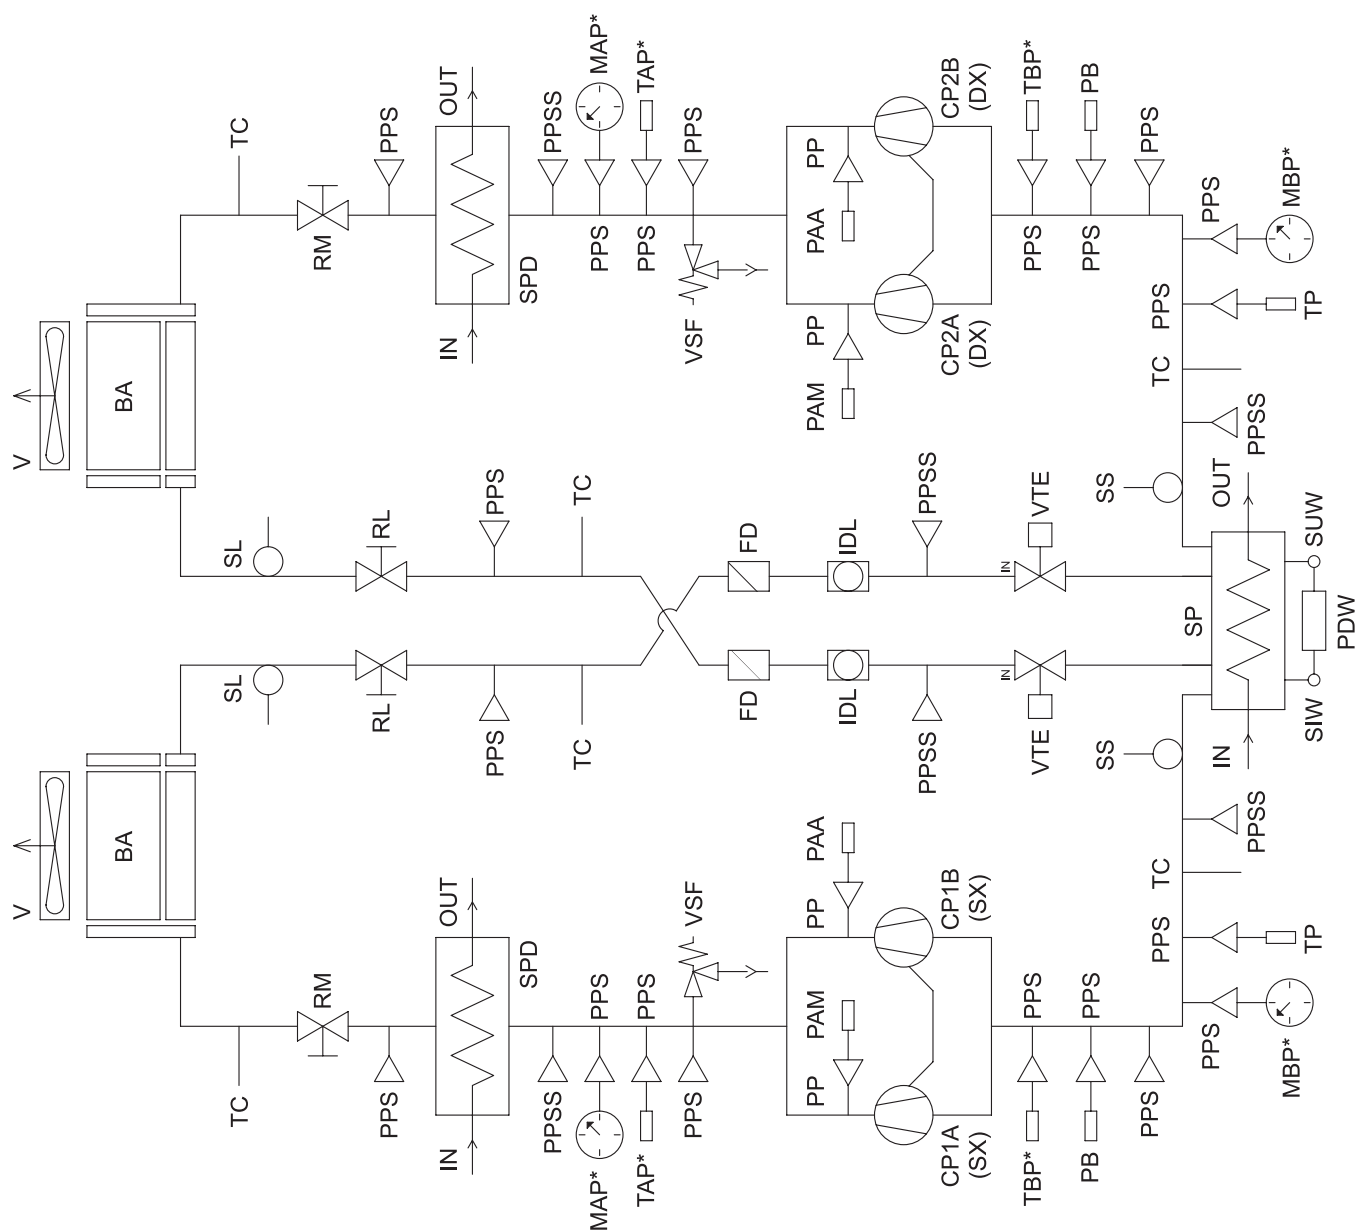 V
BA
TC
RM
PPS
IN
OUT
SPD
PPSS
PPS
MAP*
PPS
TAP*
PPS
VSF
PP
PAM
PP
PAA
CP1A
(SX)
CP1B
(SX)
PPS
TBP*
PPS
PB
PPS
PPS
MBP*
PPS
TP
TC
PPSS
SS
SL
RL
PPS
TC
FD
IDL
PPSS
IN
VTE
V
BA
SL
RL
PPS
TC
FD
IDL
PPSS
IN
VTE
SP
IN
OUT
SIW
PDW
SUW
SS
PPSS
TC
PPS
TP
PPS
MBP*
TC
RM
PPS
IN
OUT
SPD
PPSS
PPS
MAP*
PPS
TAP*
PPS
VSF
PP
PAM
PP
PAA
CP2A
(DX)
CP2B
(DX)
PPS
TBP*
PPS
PB
PPS